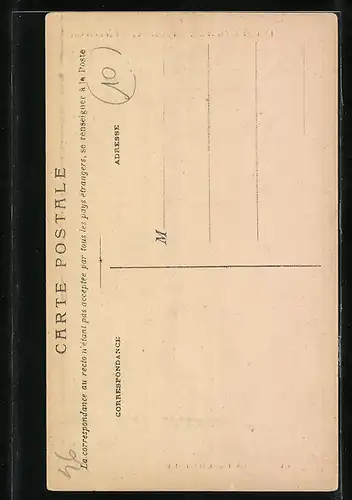 CARTE POSTALE
La correspondance au recto n'étant pas acceptée par tous les pays étrangers, se renseigner à la Poste
CORRESPONDANCE
ADRESSE
M
10